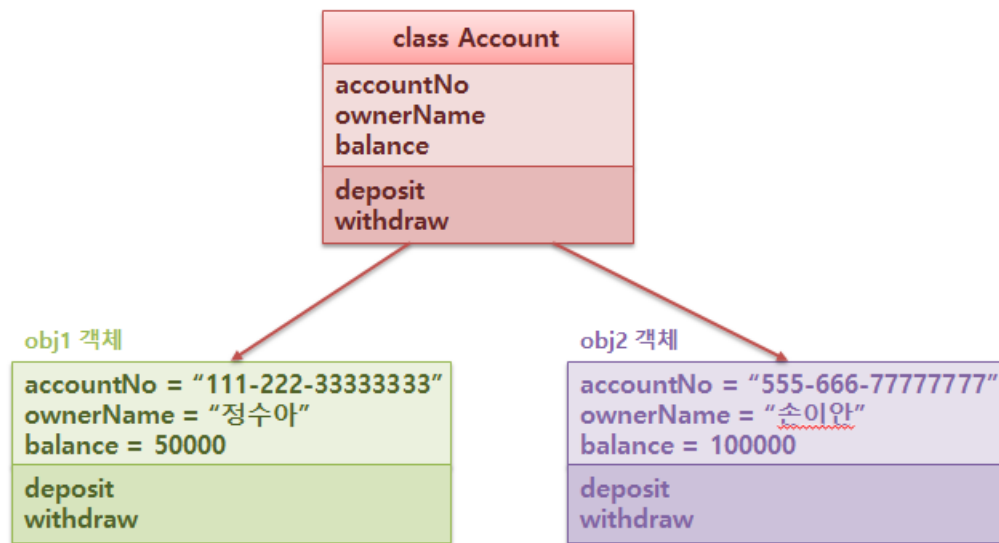 class Account
accountNo
ownerName
balance
deposit
withdraw
obj1 객체
accountNo = “111-222-33333333”
ownerName = “정수아”
balance = 50000
deposit
withdraw
obj2 객체
accountNo = “555-666-77777777”
ownerName = “손이안”
balance = 100000
deposit
withdraw